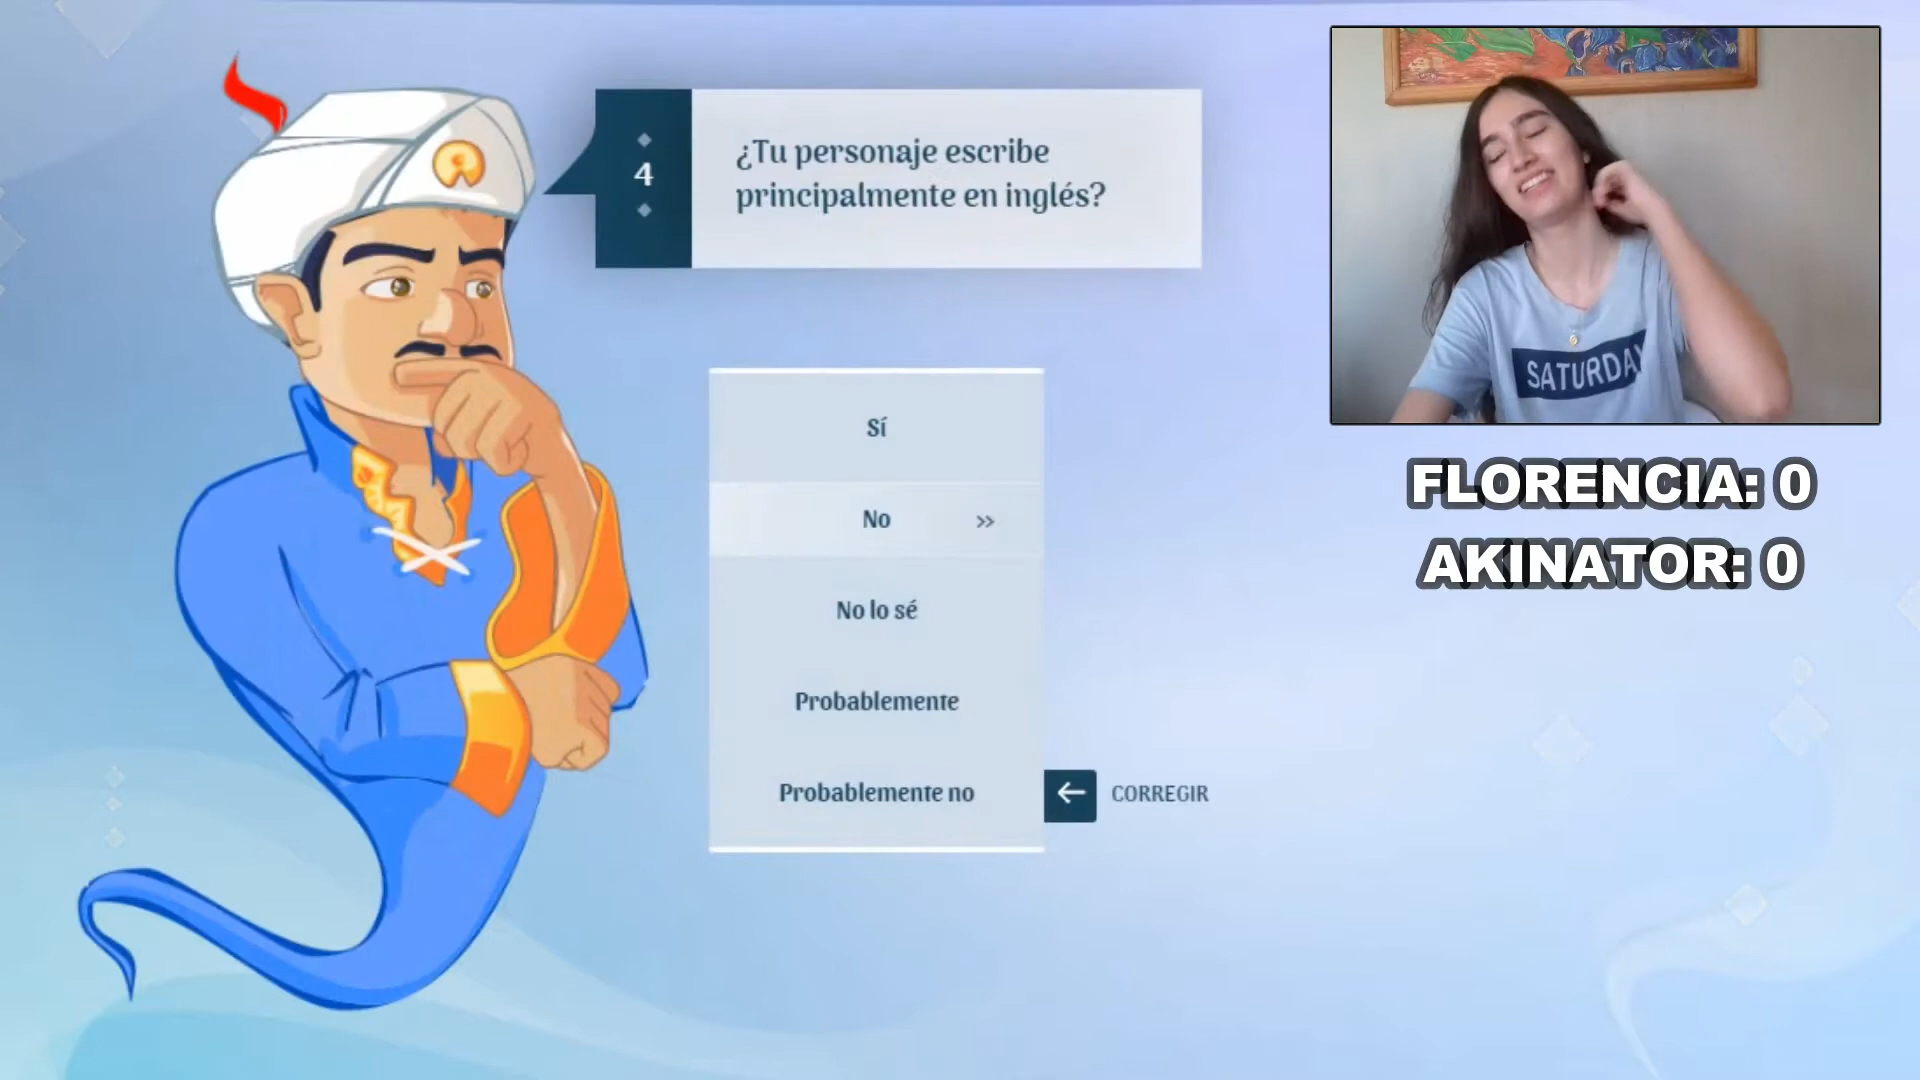 4
¿Tu personaje escribe
principalmente en inglés?
Sí
No
No lo sé
Probablemente
Probablemente no
CORREGIR
SATURDAY
FLORENCIA: 0
AKINATOR: 0